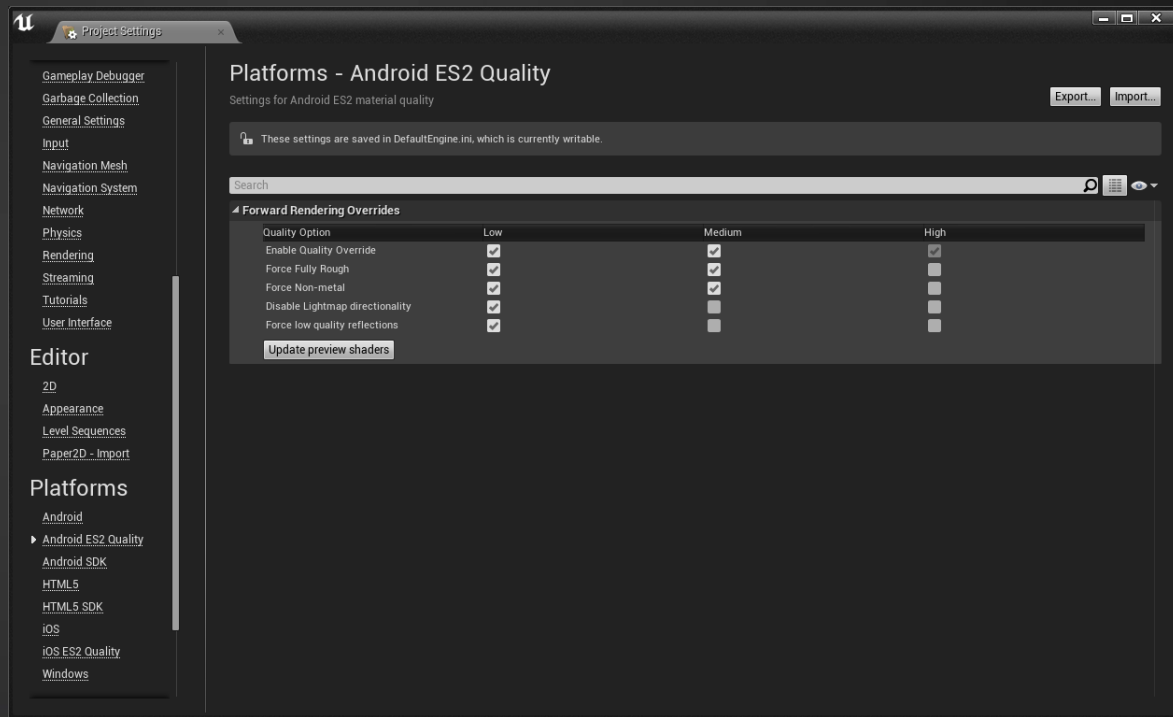 Project Settings
Gameplay Debugger
Garbage Collection
General Settings
Input
Navigation Mesh
Navigation System
Network
Physics
Rendering
Streaming
Tutorials
User Interface
Editor
2D
Appearance
Level Sequences
Paper2D - Import
Platforms
Android
Android ES2 Quality
Android SDK
HTML5
HTML5 SDK
iOS
iOS ES2 Quality
Windows
Platforms - Android ES2 Quality
Settings for Android ES2 material quality
Export... Import...
These settings are saved in DefaultEngine.ini, which is currently writable.
Search
Forward Rendering Overrides
Quality Option Low Medium High
Enable Quality Override
Force Fully Rough
Force Non-metal
Disable Lightmap directionality
Force low quality reflections
Update preview shaders